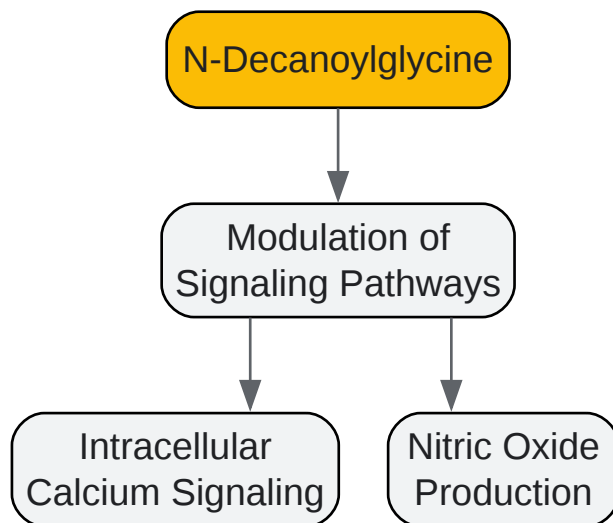 N-Decanoylglycine
Modulation of
Signaling Pathways
Intracellular
Calcium Signaling
Nitric Oxide
Production